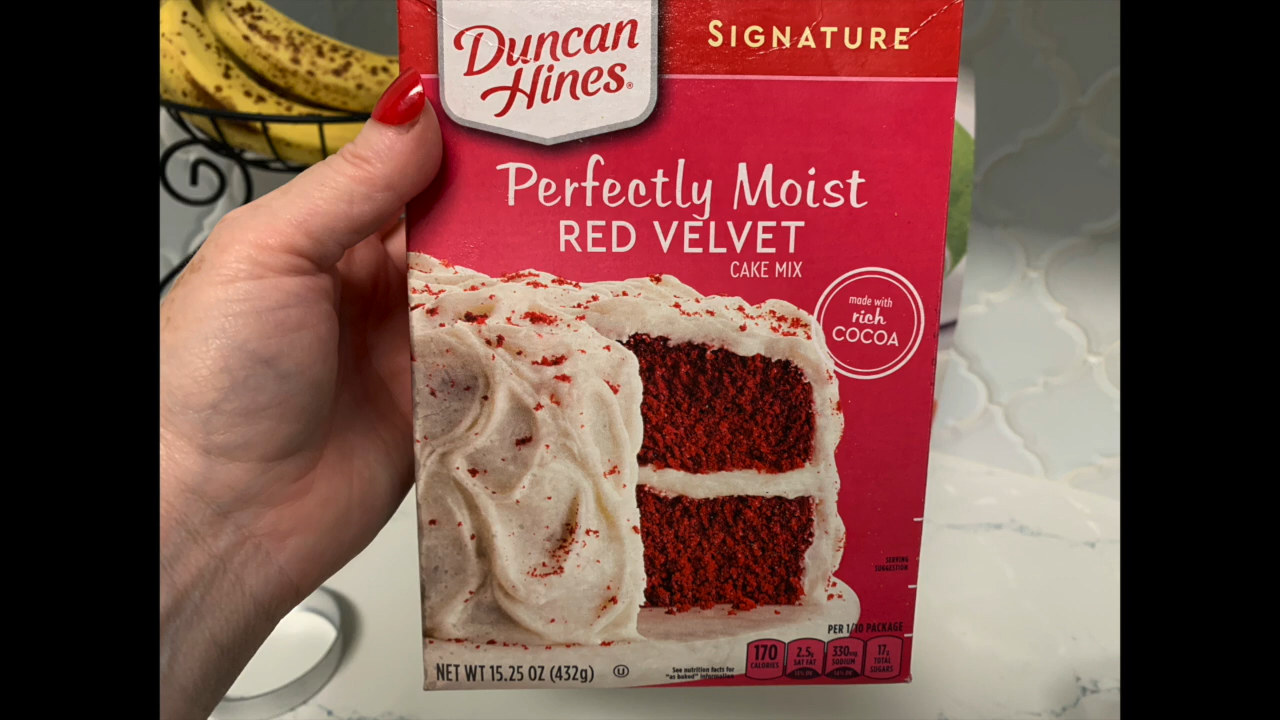 Duncan
Hines®
SIGNATURE
Perfectly Moist
RED VELVET
CAKE MIX
made with
rich
COCOA
SERVING
SUGGESTION
PER 1/10 PACKAGE
170
CALORIES
2.5g
SAT FAT
330mg
SODIUM
17g
TOTAL
SUGARS
NET WT 15.25 OZ (432g)
U
See nutrition facts for
"as baked" information